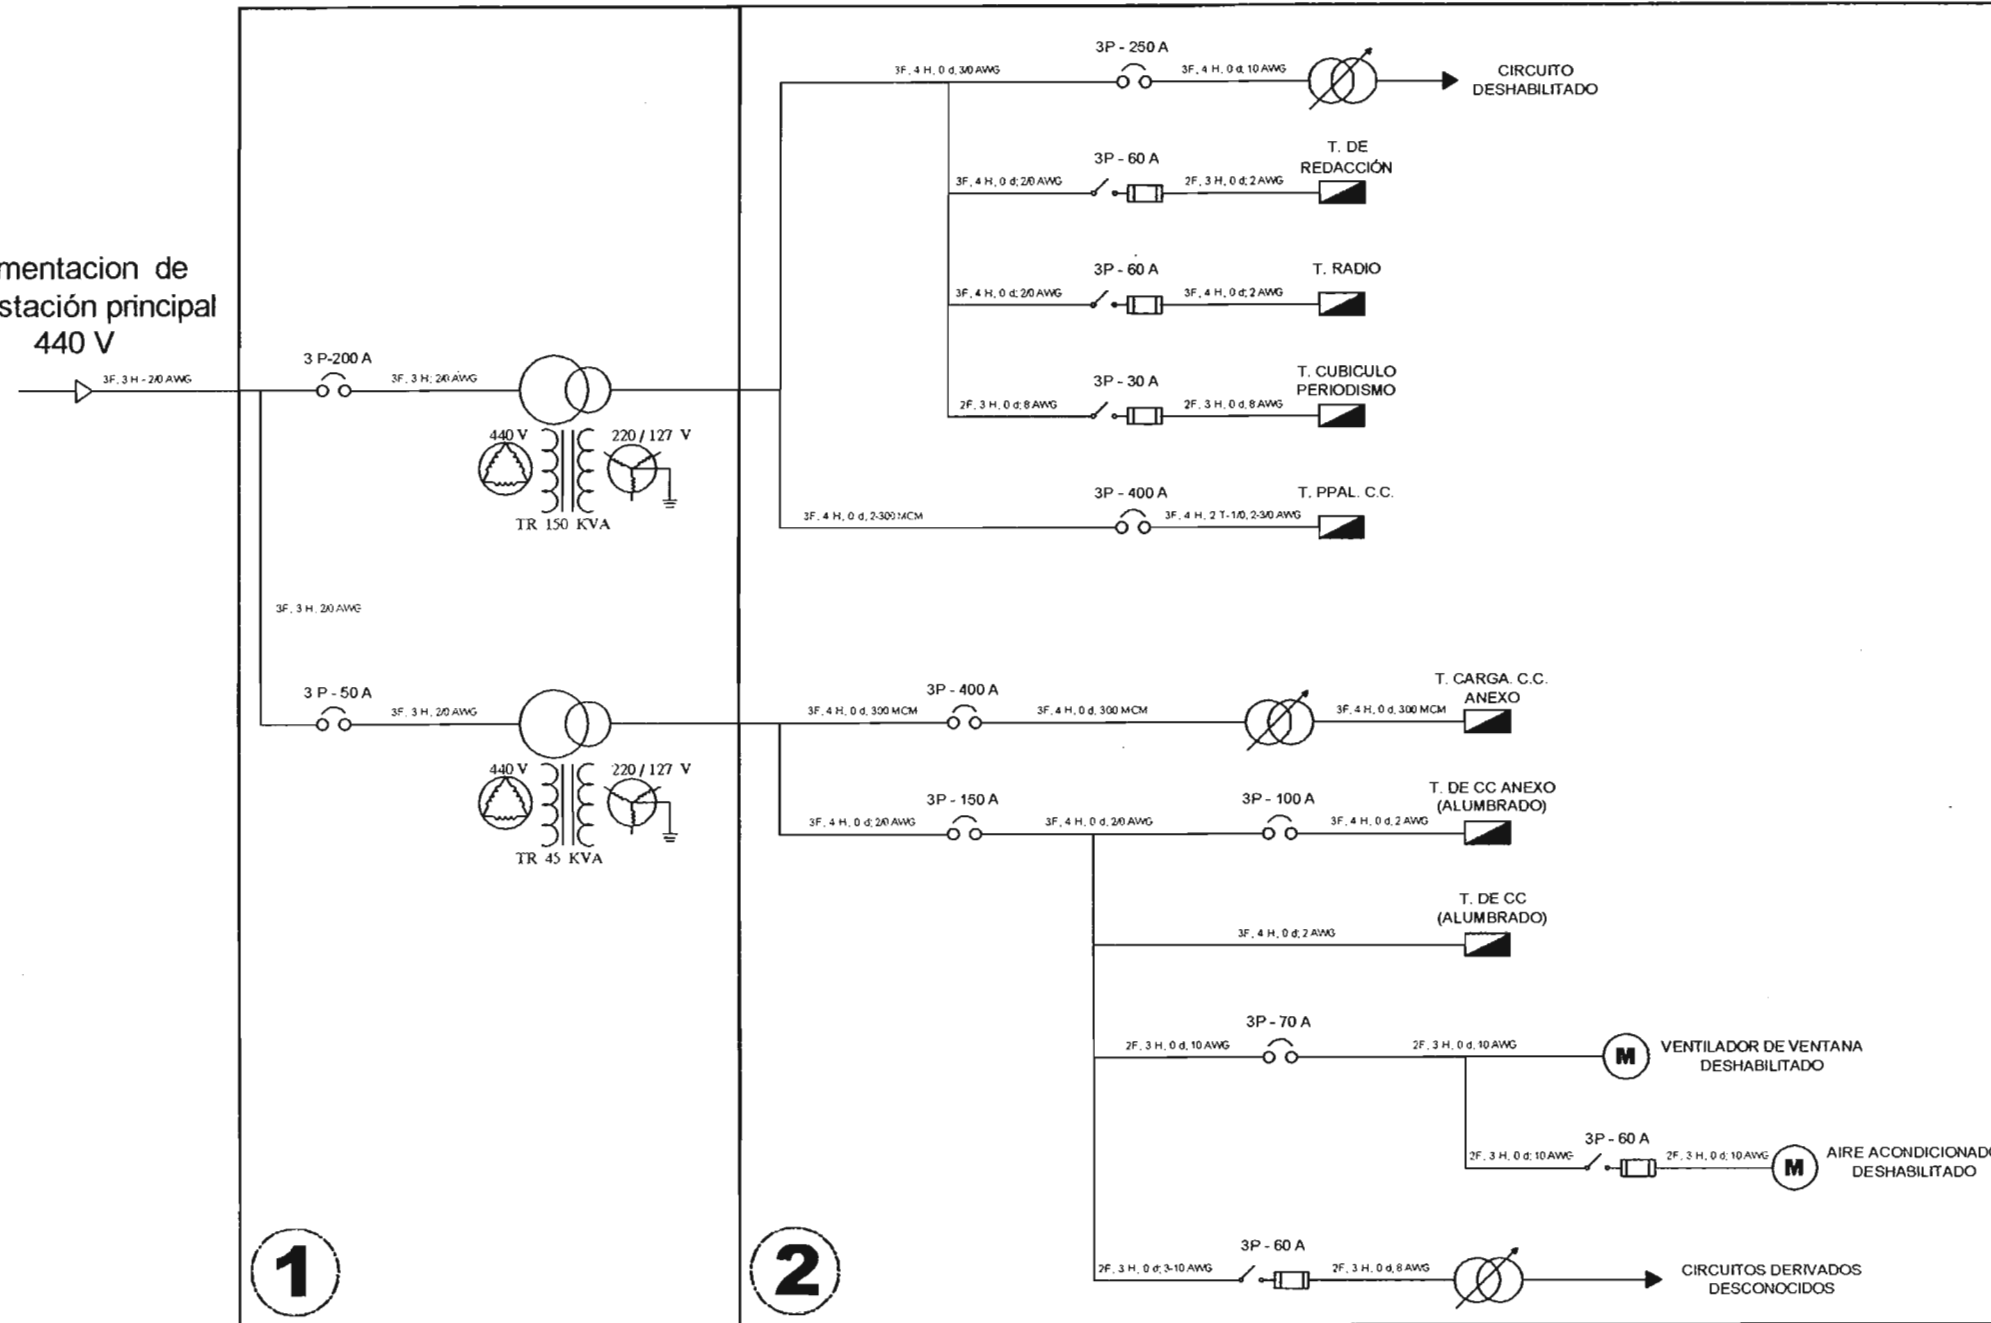 mentacion de
stación principal
440 V
3F, 3 H - 2/0 AWG
3 P-200 A
3F, 3 H; 2/0 AWG
440 V
220 / 127 V
TR 150 KVA
3F, 3 H, 2/0 AWG
3 P - 50 A
3F, 3 H, 2/0 AWG
440 V
220 / 127 V
TR 45 KVA
1
3F, 4 H, 0 d, 3/0 AWG
3P - 250 A
3F, 4 H, 0 d, 10 AWG
CIRCUITO
DESHABILITADO
3F, 4 H, 0 d; 2/0 AWG
3P - 60 A
2F, 3 H, 0 d; 2 AWG
T. DE
REDACCIÓN
3F, 4 H, 0 d; 2/0 AWG
3P - 60 A
3F, 4 H, 0 d; 2 AWG
T. RADIO
2F, 3 H, 0 d; 8 AWG
3P - 30 A
2F, 3 H, 0 d, 8 AWG
T. CUBICULO
PERIODISMO
3F, 4 H, 0 d, 2-300 MCM
3P - 400 A
3F, 4 H, 2 T-1/0, 2-3/0 AWG
T. PPAL. C.C.
3F, 4 H, 0 d, 300 MCM
3P - 400 A
3F, 4 H, 0 d, 300 MCM
3F, 4 H, 0 d, 300 MCM
T. CARGA. C.C.
ANEXO
3F, 4 H, 0 d; 2/0 AWG
3P - 150 A
3F, 4 H, 0 d, 2/0 AWG
3P - 100 A
3F, 4 H, 0 d, 2 AWG
T. DE CC ANEXO
(ALUMBRADO)
3F, 4 H, 0 d; 2 AWG
T. DE CC
(ALUMBRADO)
2F, 3 H, 0 d, 10 AWG
3P - 70 A
2F, 3 H, 0 d, 10 AWG
M
VENTILADOR DE VENTANA
DESHABILITADO
2F, 3 H, 0 d; 10 AWG
3P - 60 A
2F, 3 H, 0 d; 10 AWG
M
AIRE ACONDICIONADO
DESHABILITADO
2F, 3 H, 0 d; 3-10 AWG
3P - 60 A
2F, 3 H, 0 d, 8 AWG
CIRCUITOS DERIVADOS
DESCONOCIDOS
2